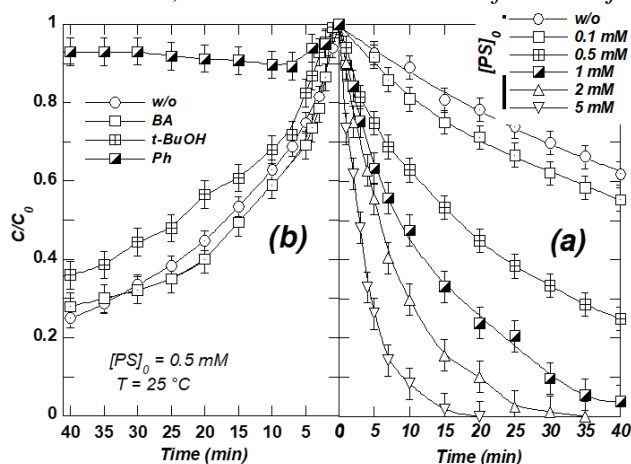 w/o
0.1 mM
0.5 mM
1 mM
2 mM
5 mM
[PS]0
w/o
BA
t-BuOH
Ph
(b)
(a)
[PS]0 = 0.5 mM
T = 25 °C
C/C0
1
0.8
0.6
0.4
0.2
0
40 35 30 25 20 15 10 5 0 5 10 15 20 25 30 35 40
Time (min) Time (min)